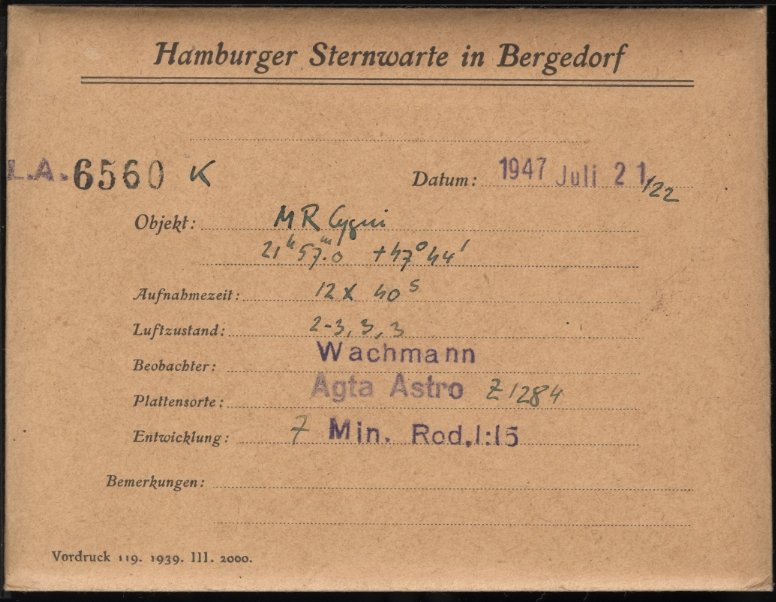 Hamburger Sternwarte in Bergedorf
L.A. 6560 K
Datum: 1947 Juli 21/22
Objekt: MR Cygni
21ʰ 57ᵐ.0 +47° 44'
Aufnahmezeit: 12 x 40ˢ
Luftzustand: 2-3, 3, 3
Beobachter: Wachmann
Plattensorte: Agfa Astro Z 1284
Entwicklung: 7 Min. Rod. 1:15
Bemerkungen:
Vordruck 119. 1939. III. 2000.